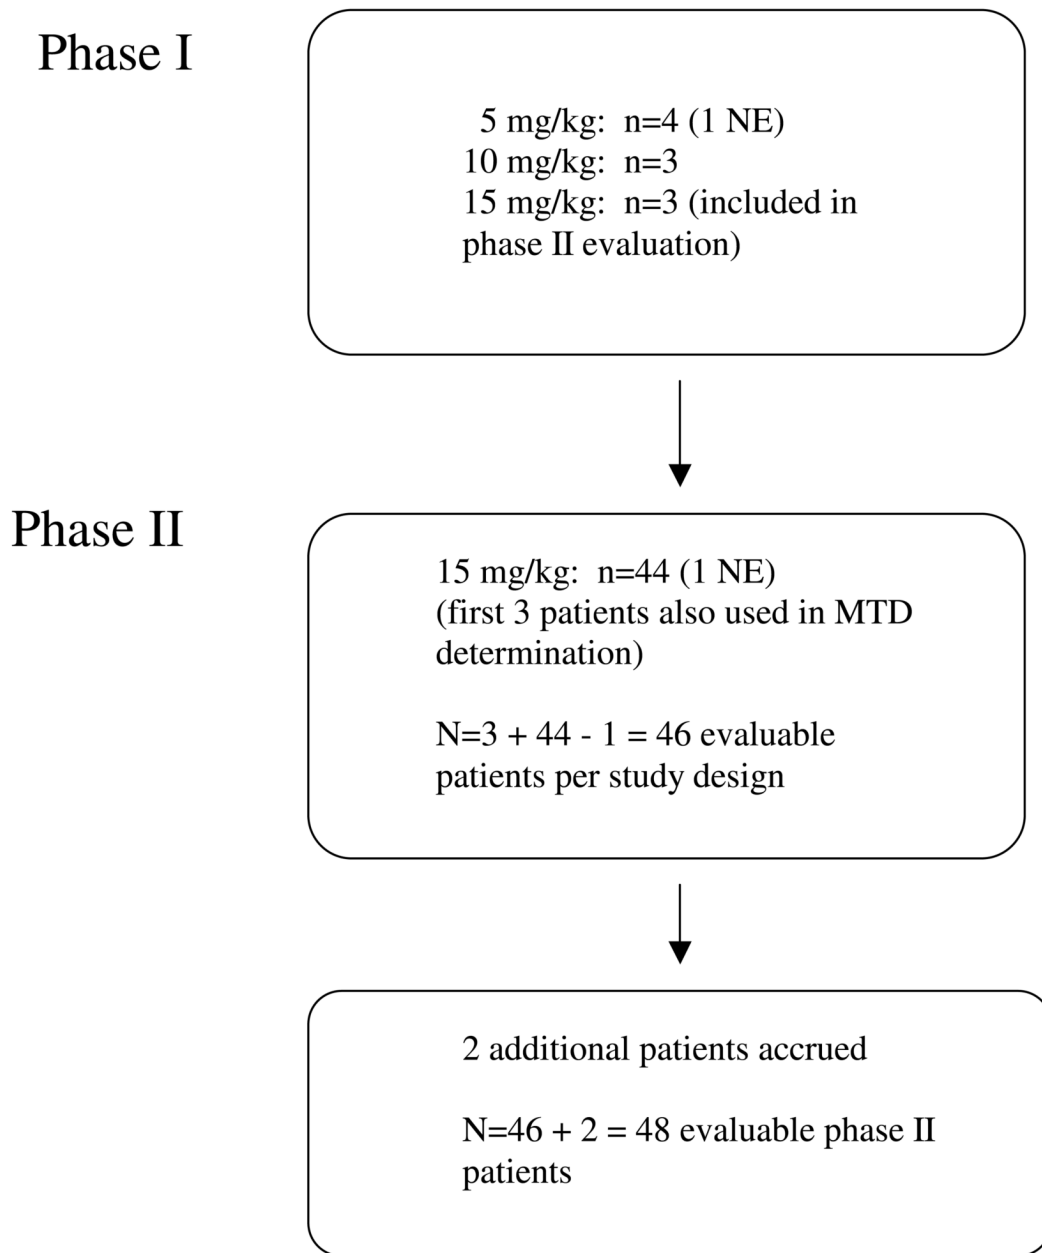 Phase I
5 mg/kg:  n=4 (1 NE)
10 mg/kg:  n=3
15 mg/kg:  n=3 (included in
phase II evaluation)
Phase II
15 mg/kg:  n=44 (1 NE)
(first 3 patients also used in MTD
determination)
N=3 + 44 - 1 = 46 evaluable
patients per study design
2 additional patients accrued
N=46 + 2 = 48 evaluable phase II
patients